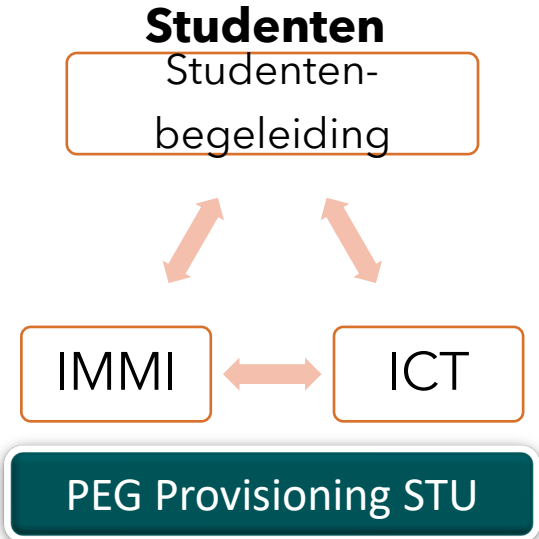 Studenten
Studenten-
begeleiding
IMMI
ICT
PEG Provisioning STU